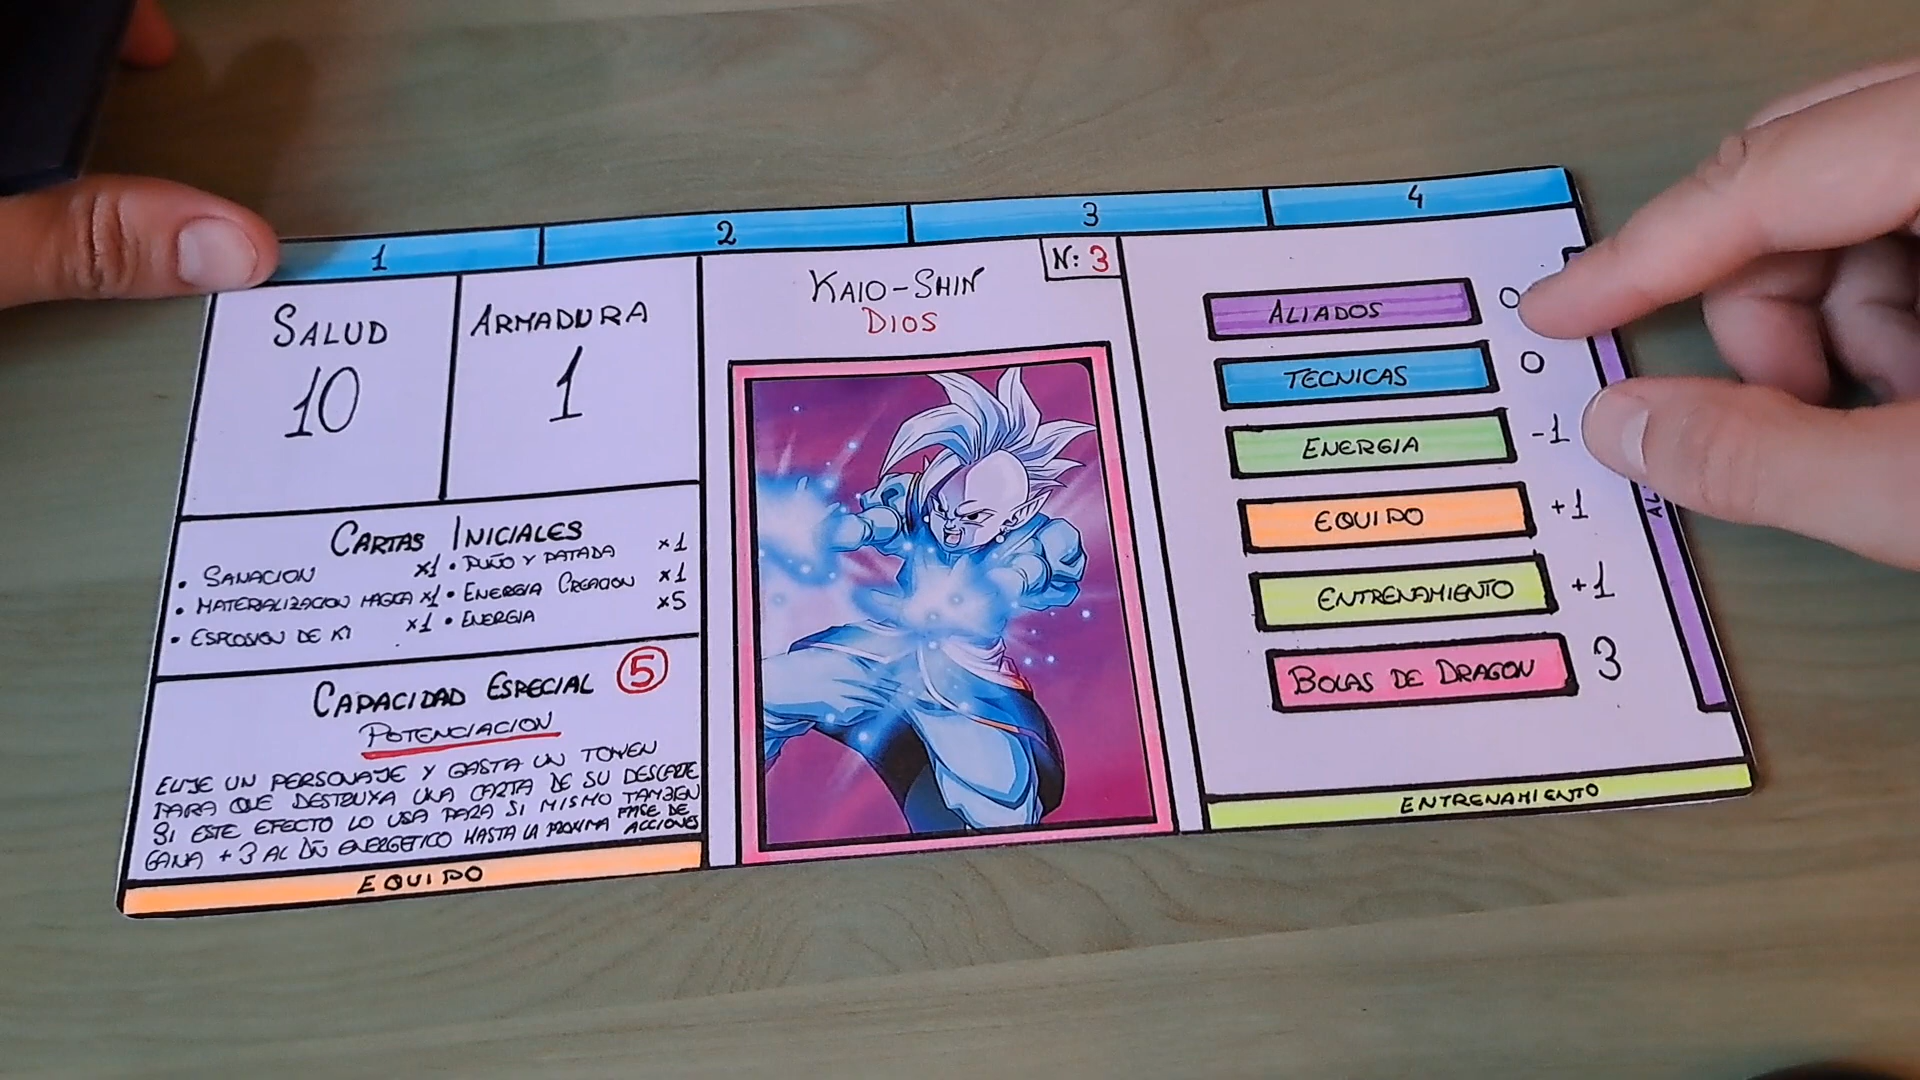 1
2
3
4
SALUD
10
ARMADURA
1
CARTAS INICIALES
• SANACION x1 • PUÑO Y PATADA x1
• MATERIALIZACION MAGICA x1 • ENERGIA CREACION x1
• ESPLOSION DE KI x1 • ENERGIA x5
CAPACIDAD ESPECIAL 5
POTENCIACION
ELIJE UN PERSONAJE Y GASTA UN TOKEN
PARA QUE DESTRUYA UNA CARTA DE SU DESCARTE
SI ESTE EFECTO LO USA PARA SI MISMO TAMBIEN
GANA +3 AL DÑ ENERGETICO HASTA LA PROXIMA FASE DE
ACCIONES
EQUIPO
N: 3
KAIO-SHIN
DIOS
ALIADOS 0
TECNICAS 0
ENERGIA -1
EQUIPO +1
ENTRENAMIENTO +1
BOLAS DE DRAGON 3
ENTRENAMIENTO